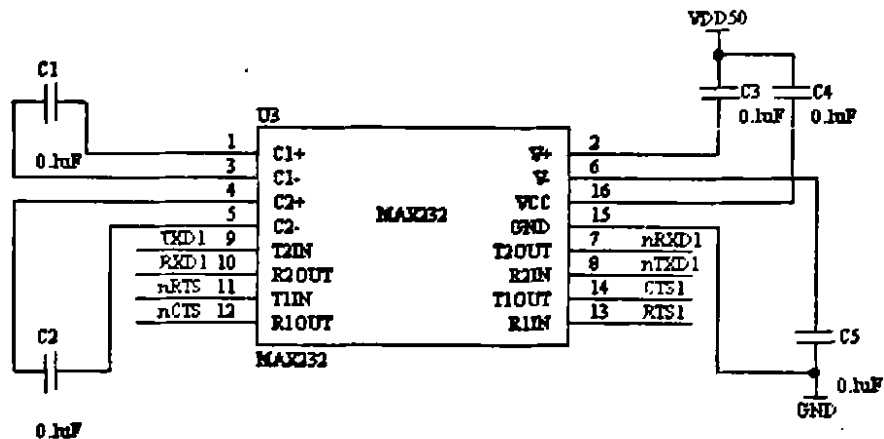 VDD50
C1
0.1uF
C3
0.1uF
C4
0.1uF
U3
MAX232
1 C1+
3 C1-
4 C2+
5 C2-
TXD1 9 T2IN
RXD1 10 R2OUT
nRTS 11 T1IN
nCTS 12 R1OUT
V+ 2
V- 6
VCC 16
GND 15
T2OUT 7 nRXD1
R2IN 8 nTXD1
T1OUT 14 CTS1
R1IN 13 RTS1
MAX232
C2
0.1uF
C5
0.1uF
GND